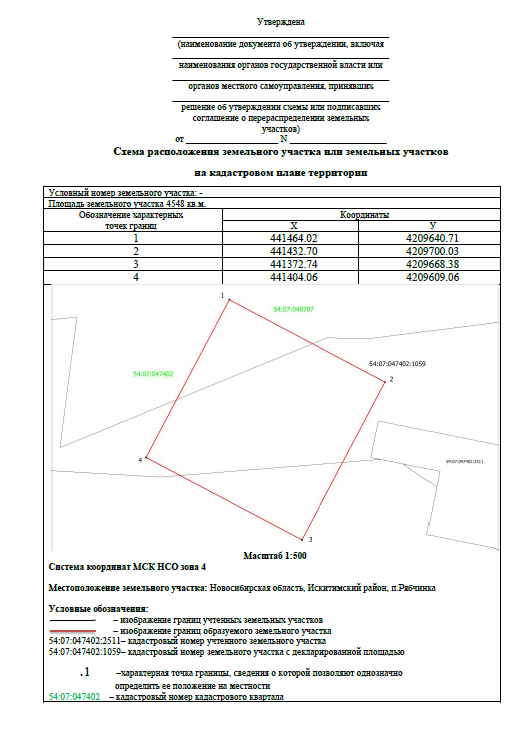 Утверждена
(наименование документа об утверждении, включая
наименования органов государственной власти или
органов местного самоуправления, принявших
решение об утверждении схемы или подписавших
соглашение о перераспределении земельных
участков)
от ____________________ N ____________________
Схема расположения земельного участка или земельных участков
на кадастровом плане территории
Условный номер земельного участка: -
Площадь земельного участка 4548 кв.м.
Обозначение характерных точек границ Координаты
X У
1 441464.02 4209640.71
2 441432.70 4209700.03
3 441372.74 4209668.38
4 441404.06 4209609.06
1
54:07:040707
54:07:047402:1059
54:07:047402
2
4
54:07:047402:2511
3
Масштаб 1:500
Система координат МСК НСО зона 4
Местоположение земельного участка: Новосибирская область, Искитимский район, п.Рябчинка
Условные обозначения:
– изображение границ учтенных земельных участков
– изображение границ образуемого земельного участка
54:07:047402:2511– кадастровый номер учтенного земельного участка
54:07:047402:1059– кадастровый номер земельного участка с декларированной площадью
.1 –характерная точка границы, сведения о которой позволяют однозначно
определить ее положение на местности
54:07:047402 – кадастровый номер кадастрового квартала